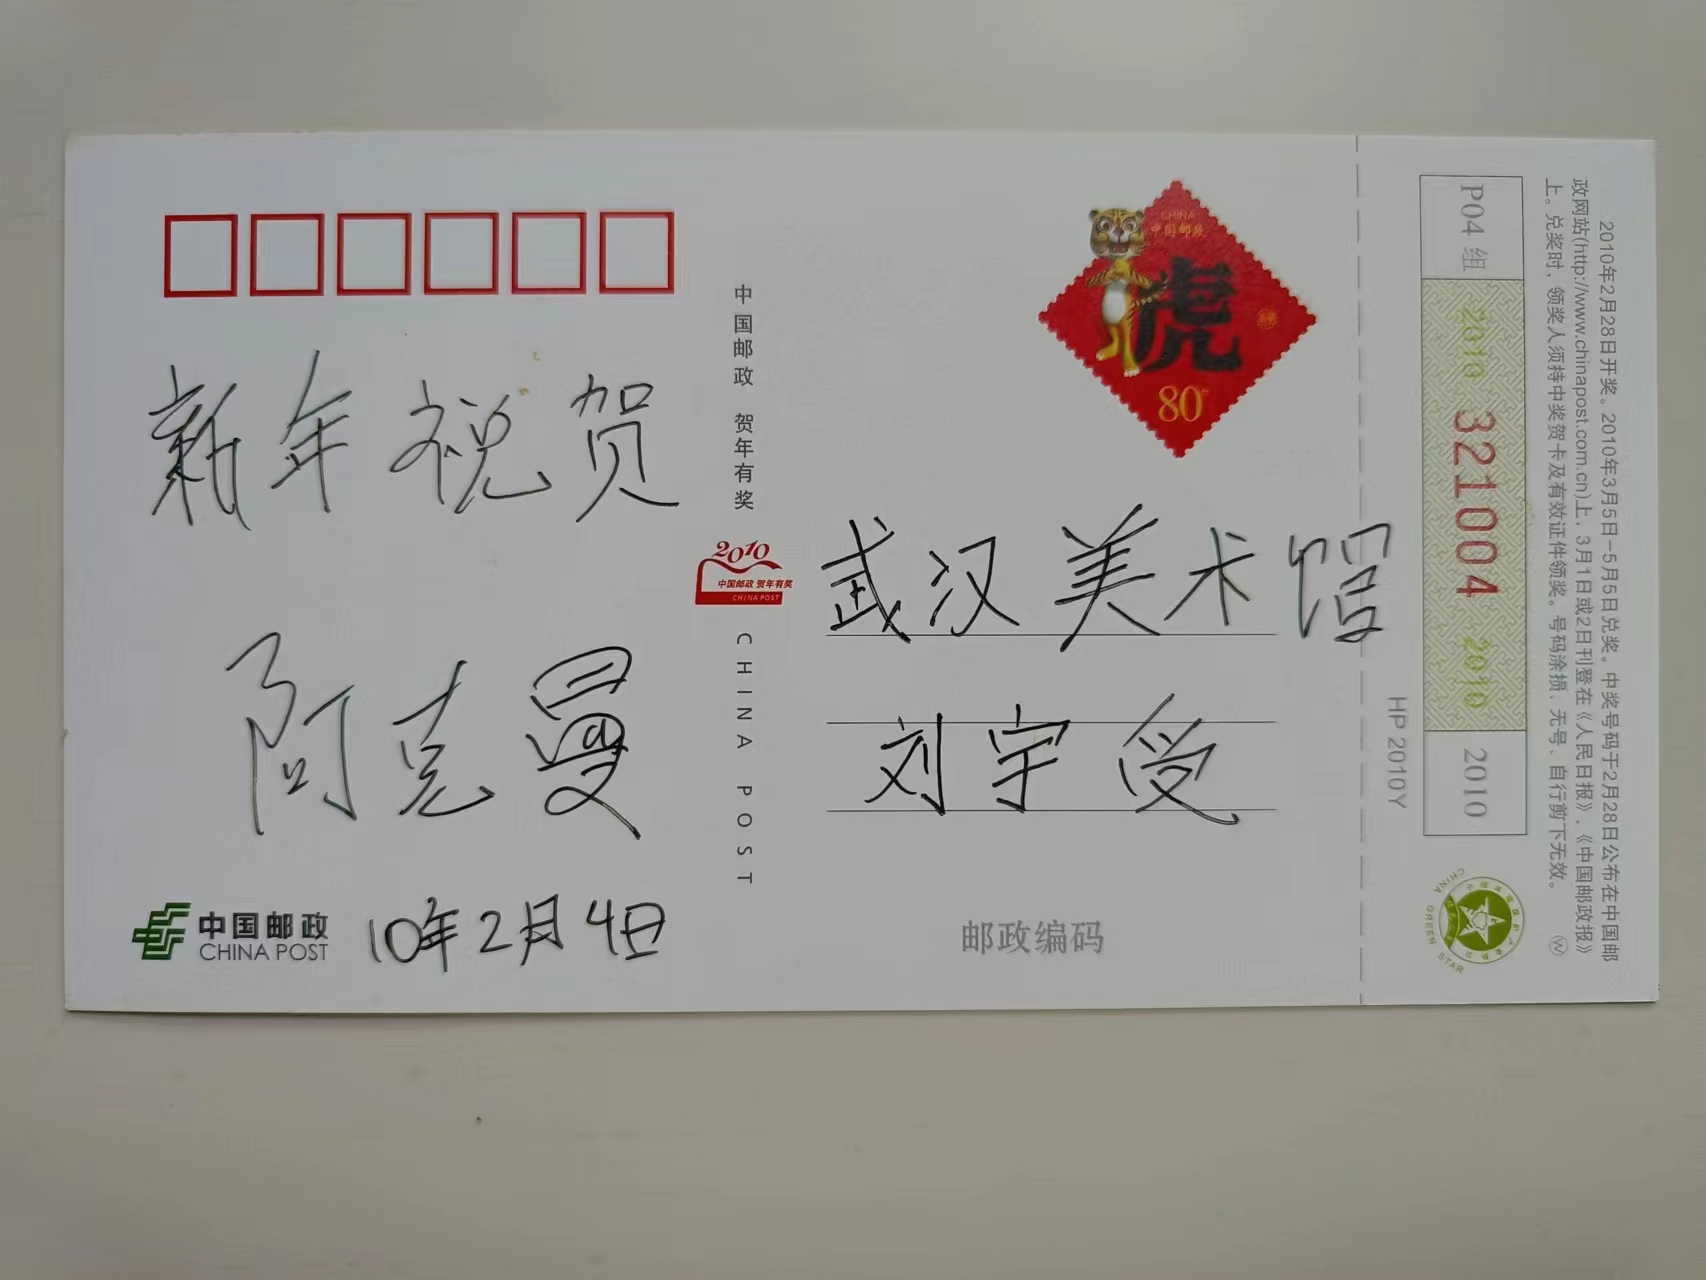 新年祝贺
阿克曼
中国邮政
CHINA POST
10年2月4日
中国邮政 贺年有奖
2010
中国邮政 贺年有奖
CHINA POST
CHINA POST
CHINA
中国邮政
虎
80分
武汉美术馆
刘宇受
邮政编码
HP 2010Y
P04 组
2010
321004
2010
2010
2010年2月28日开奖。2010年3月5日-5月5日兑奖。中奖号码于2月28日公布在中国邮
政网站(http://www.chinapost.com.cn)上、3月1日或2日刊登在《人民日报》、《中国邮政报》
上。兑奖时，领奖人须持中奖贺卡及有效证件领奖。号码涂损、无号、自行剪下无效。
W
CHINA GREEN STAR